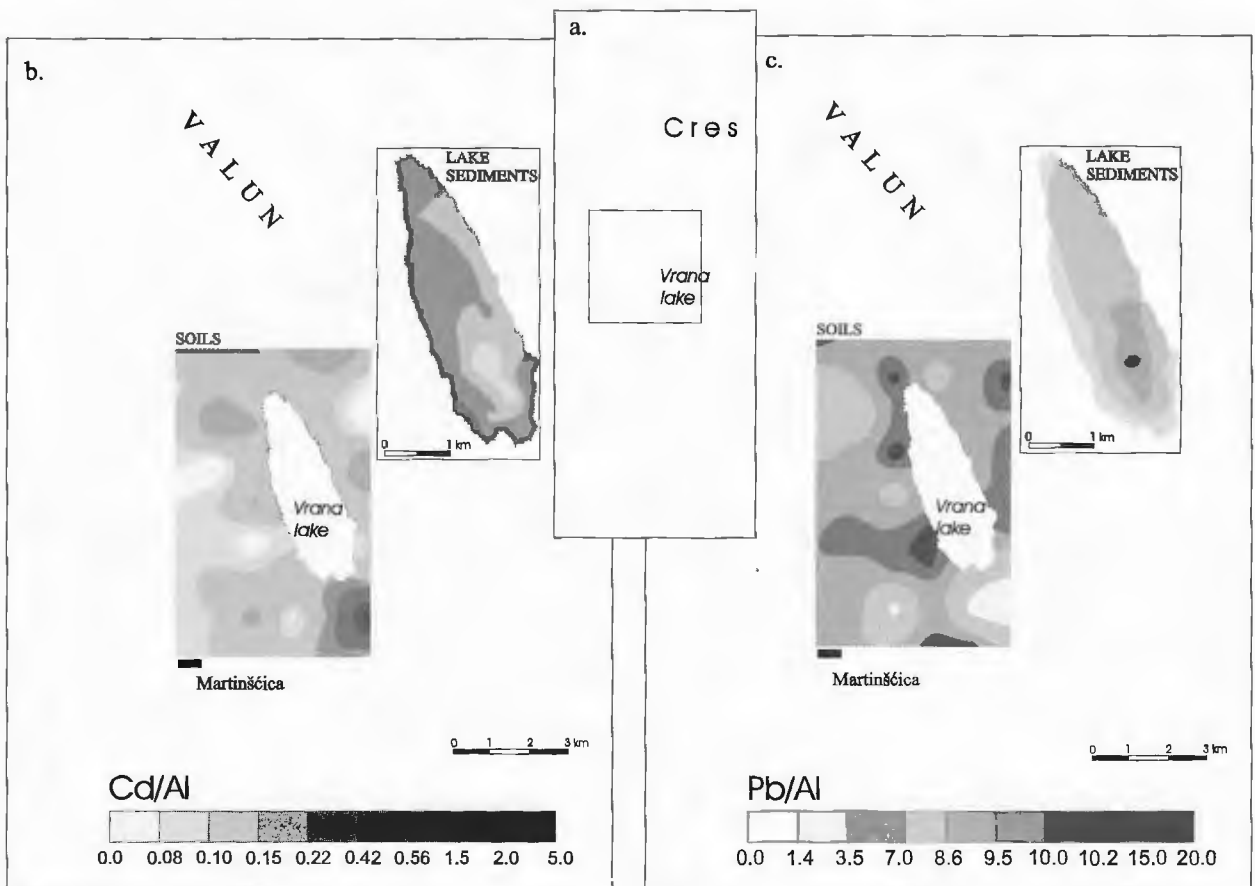 a.
Cres
Vrana
lake
b.
VALUN
LAKE
SEDIMENTS
0 1 km
SOILS
Vrana
lake
Martinšćica
0 1 2 3 km
Cd/Al
0.0 0.08 0.10 0.15 0.22 0.42 0.56 1.5 2.0 5.0
c.
VALUN
LAKE
SEDIMENTS
0 1 km
SOILS
Vrana
lake
Martinšćica
0 1 2 3 km
Pb/Al
0.0 1.4 3.5 7.0 8.6 9.5 10.0 10.2 15.0 20.0